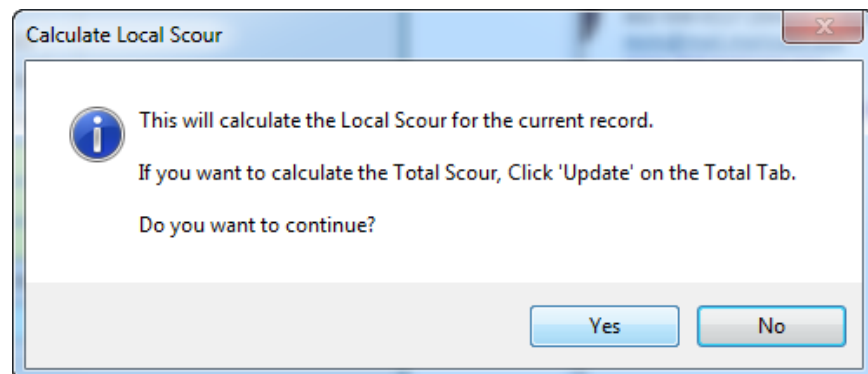 Calculate Local Scour
This will calculate the Local Scour for the current record.
If you want to calculate the Total Scour, Click 'Update' on the Total Tab.
Do you want to continue?
Yes
No